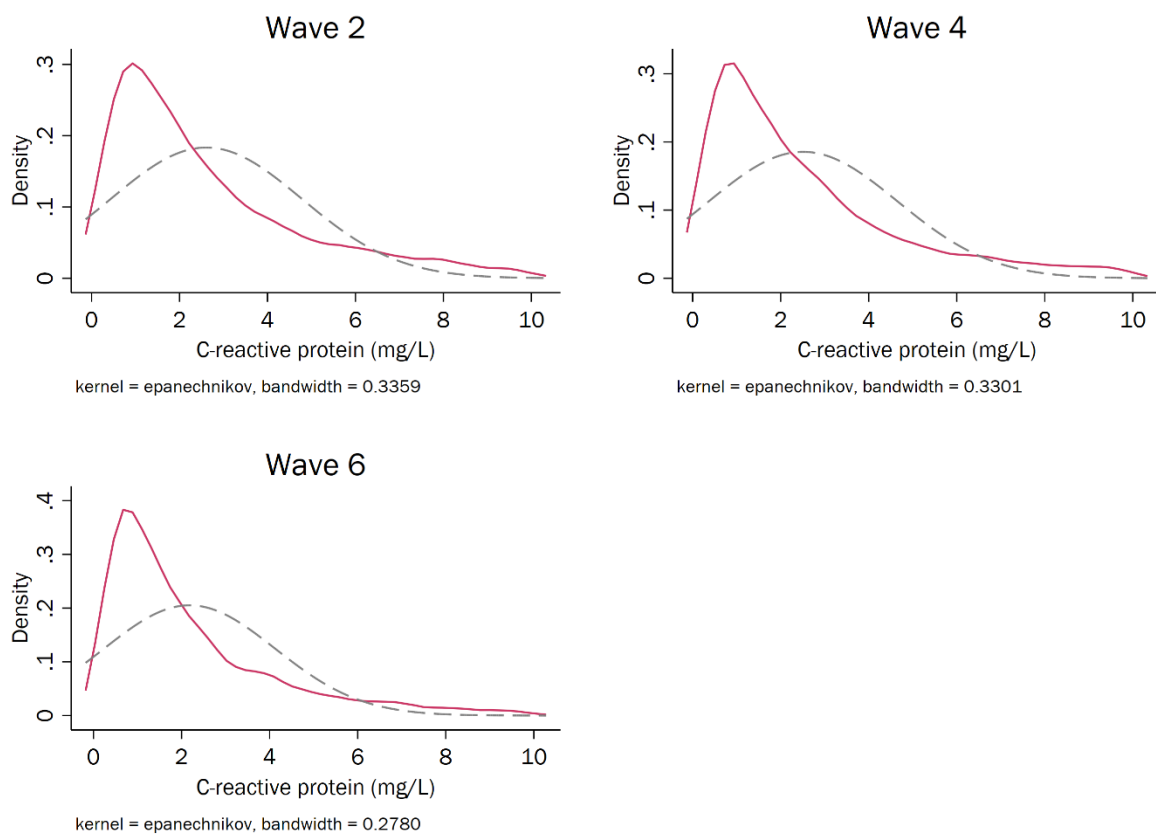 Wave 2
.3
.2
.1
0
Density
0 2 4 6 8 10
C-reactive protein (mg/L)
kernel = epanechnikov, bandwidth = 0.3359
Wave 4
.3
.2
.1
0
Density
0 2 4 6 8 10
C-reactive protein (mg/L)
kernel = epanechnikov, bandwidth = 0.3301
Wave 6
.4
.3
.2
.1
0
Density
0 2 4 6 8 10
C-reactive protein (mg/L)
kernel = epanechnikov, bandwidth = 0.2780